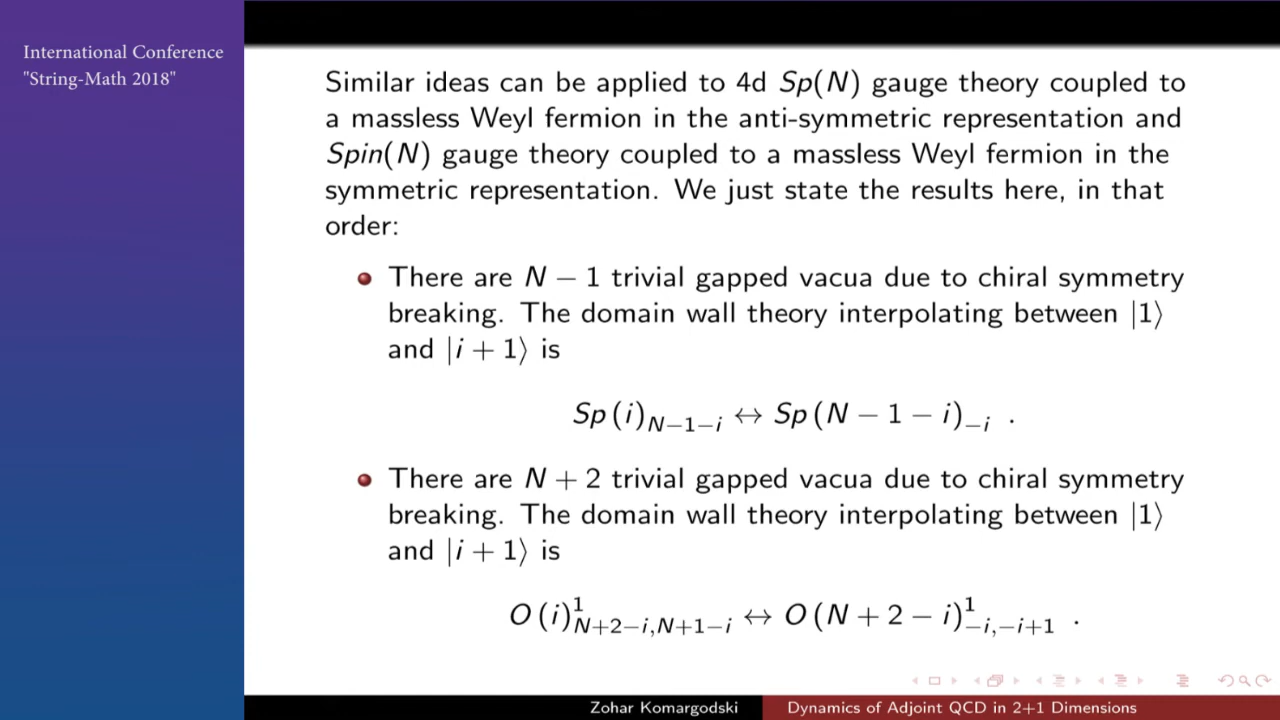 International Conference
"String-Math 2018"
Similar ideas can be applied to 4d Sp(N) gauge theory coupled to
a massless Weyl fermion in the anti-symmetric representation and
Spin(N) gauge theory coupled to a massless Weyl fermion in the
symmetric representation. We just state the results here, in that
order:
There are N − 1 trivial gapped vacua due to chiral symmetry
breaking. The domain wall theory interpolating between |1⟩
and |i + 1⟩ is
Sp(i)_{N−1−i} ↔ Sp(N − 1 − i)_{−i} .
There are N + 2 trivial gapped vacua due to chiral symmetry
breaking. The domain wall theory interpolating between |1⟩
and |i + 1⟩ is
O(i)^1_{N+2−i,N+1−i} ↔ O(N + 2 − i)^1_{−i,−i+1} .
Zohar Komargodski
Dynamics of Adjoint QCD in 2+1 Dimensions